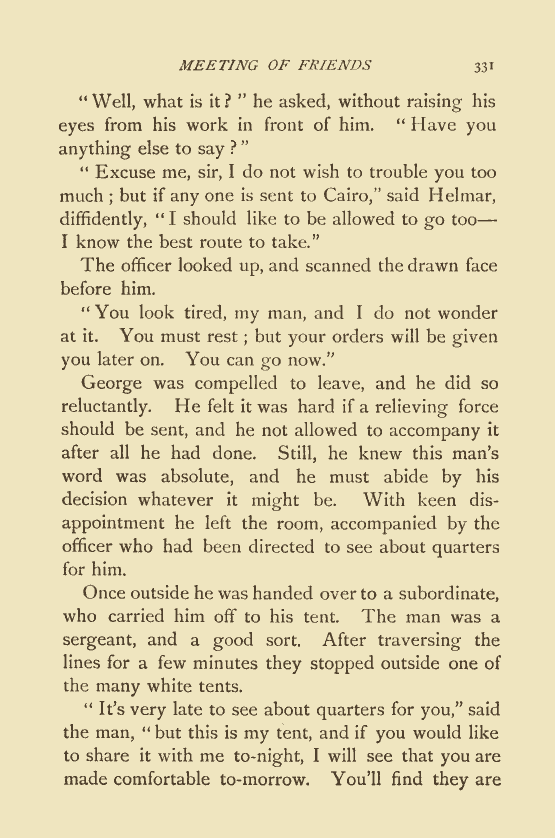 MEETING OF FRIENDS 331
“Well, what is it?” he asked, without raising his
eyes from his work in front of him. “Have you
anything else to say?”
“Excuse me, sir, I do not wish to trouble you too
much; but if any one is sent to Cairo,” said Helmar,
diffidently, “I should like to be allowed to go too—
I know the best route to take.”
The officer looked up, and scanned the drawn face
before him.
“You look tired, my man, and I do not wonder
at it. You must rest; but your orders will be given
you later on. You can go now.”
George was compelled to leave, and he did so
reluctantly. He felt it was hard if a relieving force
should be sent, and he not allowed to accompany it
after all he had done. Still, he knew this man’s
word was absolute, and he must abide by his
decision whatever it might be. With keen dis-
appointment he left the room, accompanied by the
officer who had been directed to see about quarters
for him.
Once outside he was handed over to a subordinate,
who carried him off to his tent. The man was a
sergeant, and a good sort. After traversing the
lines for a few minutes they stopped outside one of
the many white tents.
“It’s very late to see about quarters for you,” said
the man, “but this is my tent, and if you would like
to share it with me to-night, I will see that you are
made comfortable to-morrow. You’ll find they are